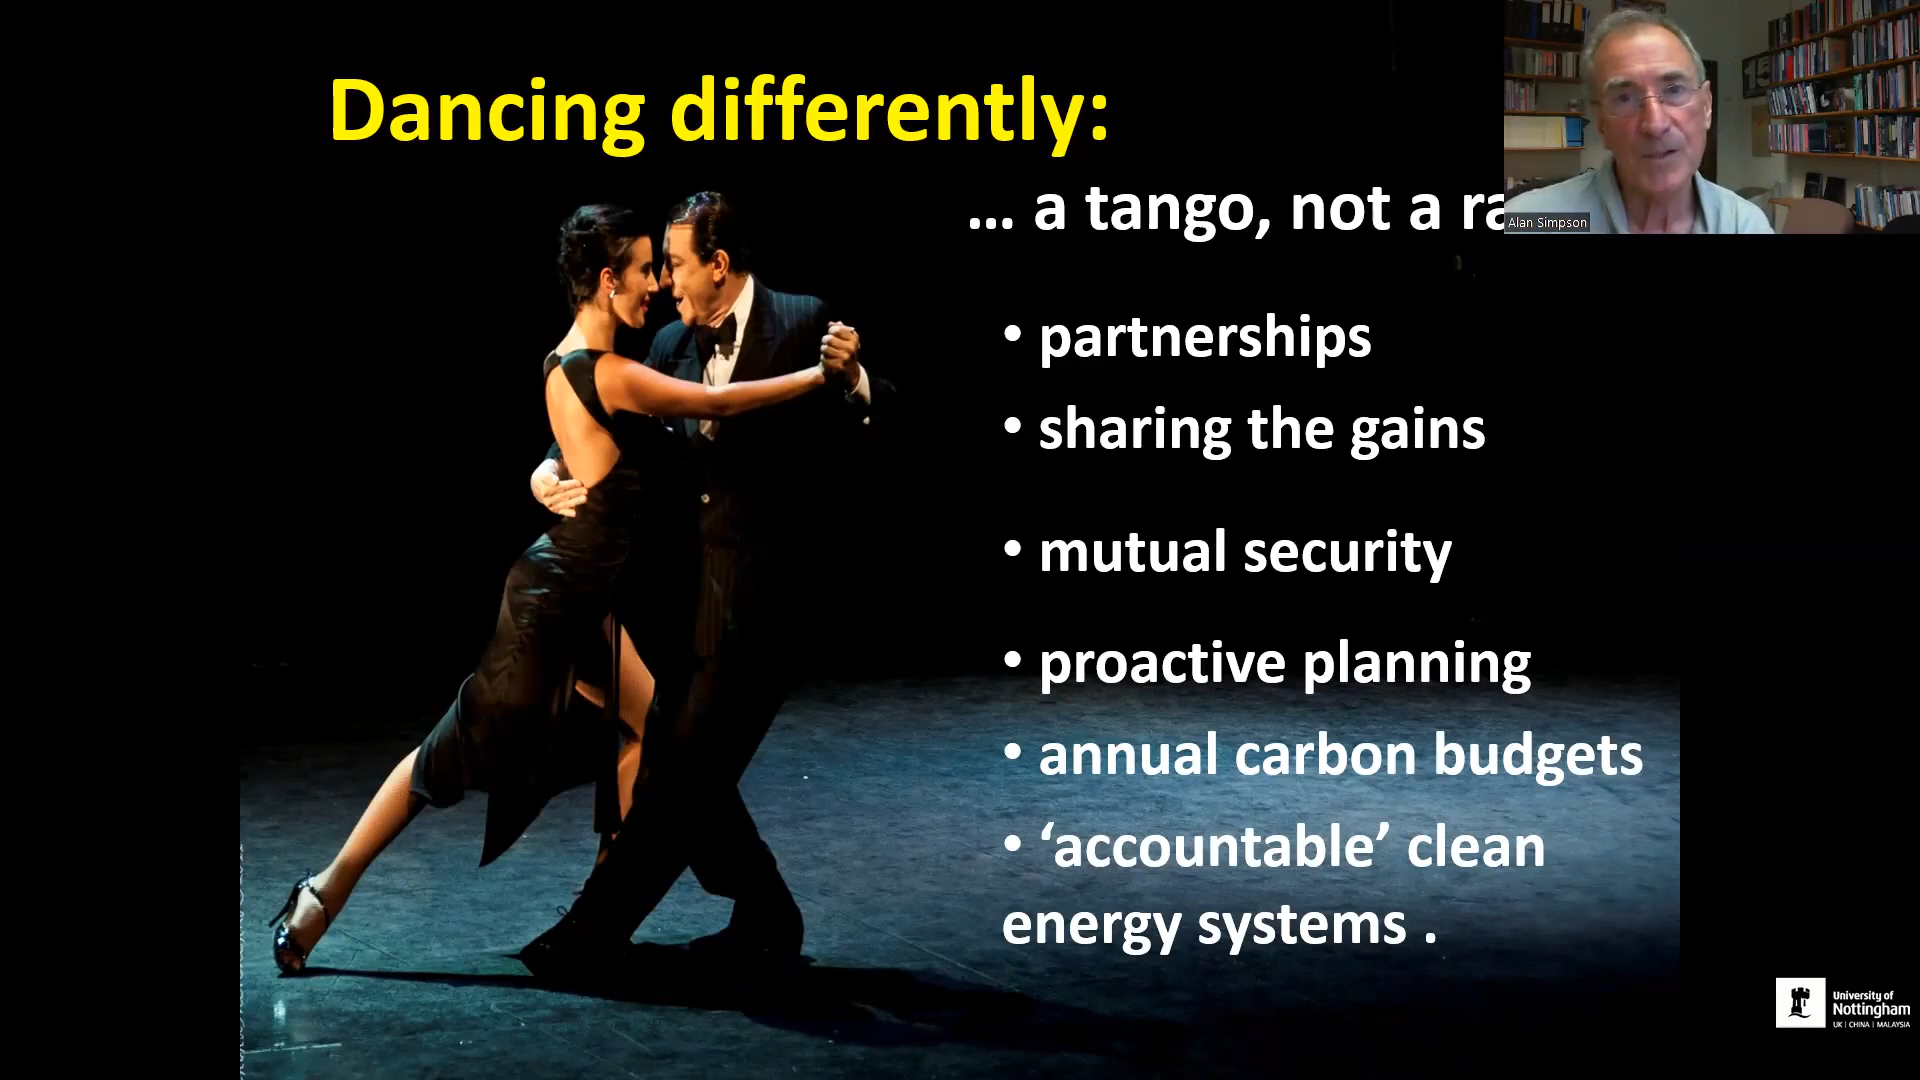 Dancing differently:
... a tango, not a
Alan Simpson
• partnerships
• sharing the gains
• mutual security
• proactive planning
• annual carbon budgets
• ‘accountable’ clean
energy systems .
University of
Nottingham
UK | CHINA | MALAYSIA